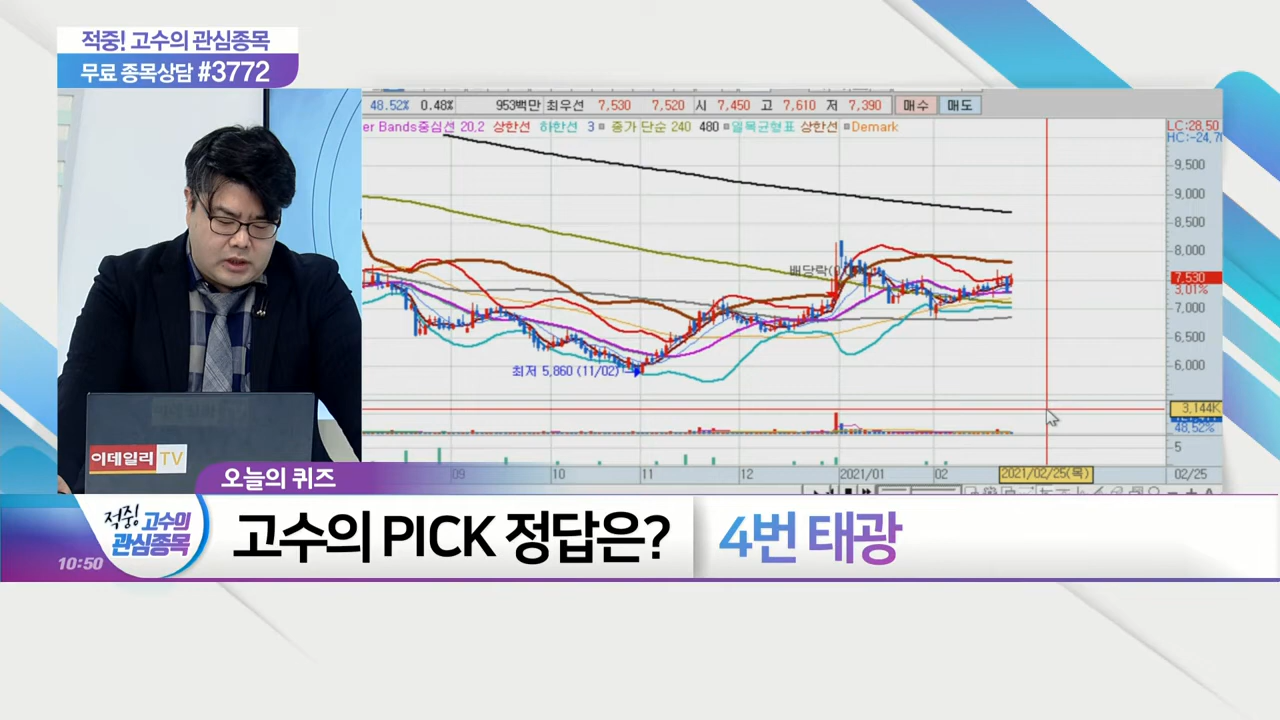 적중! 고수의 관심종목
무료 종목상담 #3772
48.52% 0.48% 953백만 최우선 7,530 7,520 시 7,450 고 7,610 저 7,390 매수 매도
er Bands중심선 20,2 상한선 하한선 3 종가 단순 240 480 일목균형표 상한선 Demark
LC:28,50
HC:-24,70
9,500
9,000
8,500
8,000
배당락
7,530
3,01%
7,000
6,500
최저 5,860 (11/02)
6,000
3,144K
48,52%
5
이데일리 TV
09 10 11 12 2021/01 02 2021/02/25(목) 02/25
오늘의 퀴즈
적중! 고수의
관심종목
10:50
고수의 PICK 정답은? 4번 태광